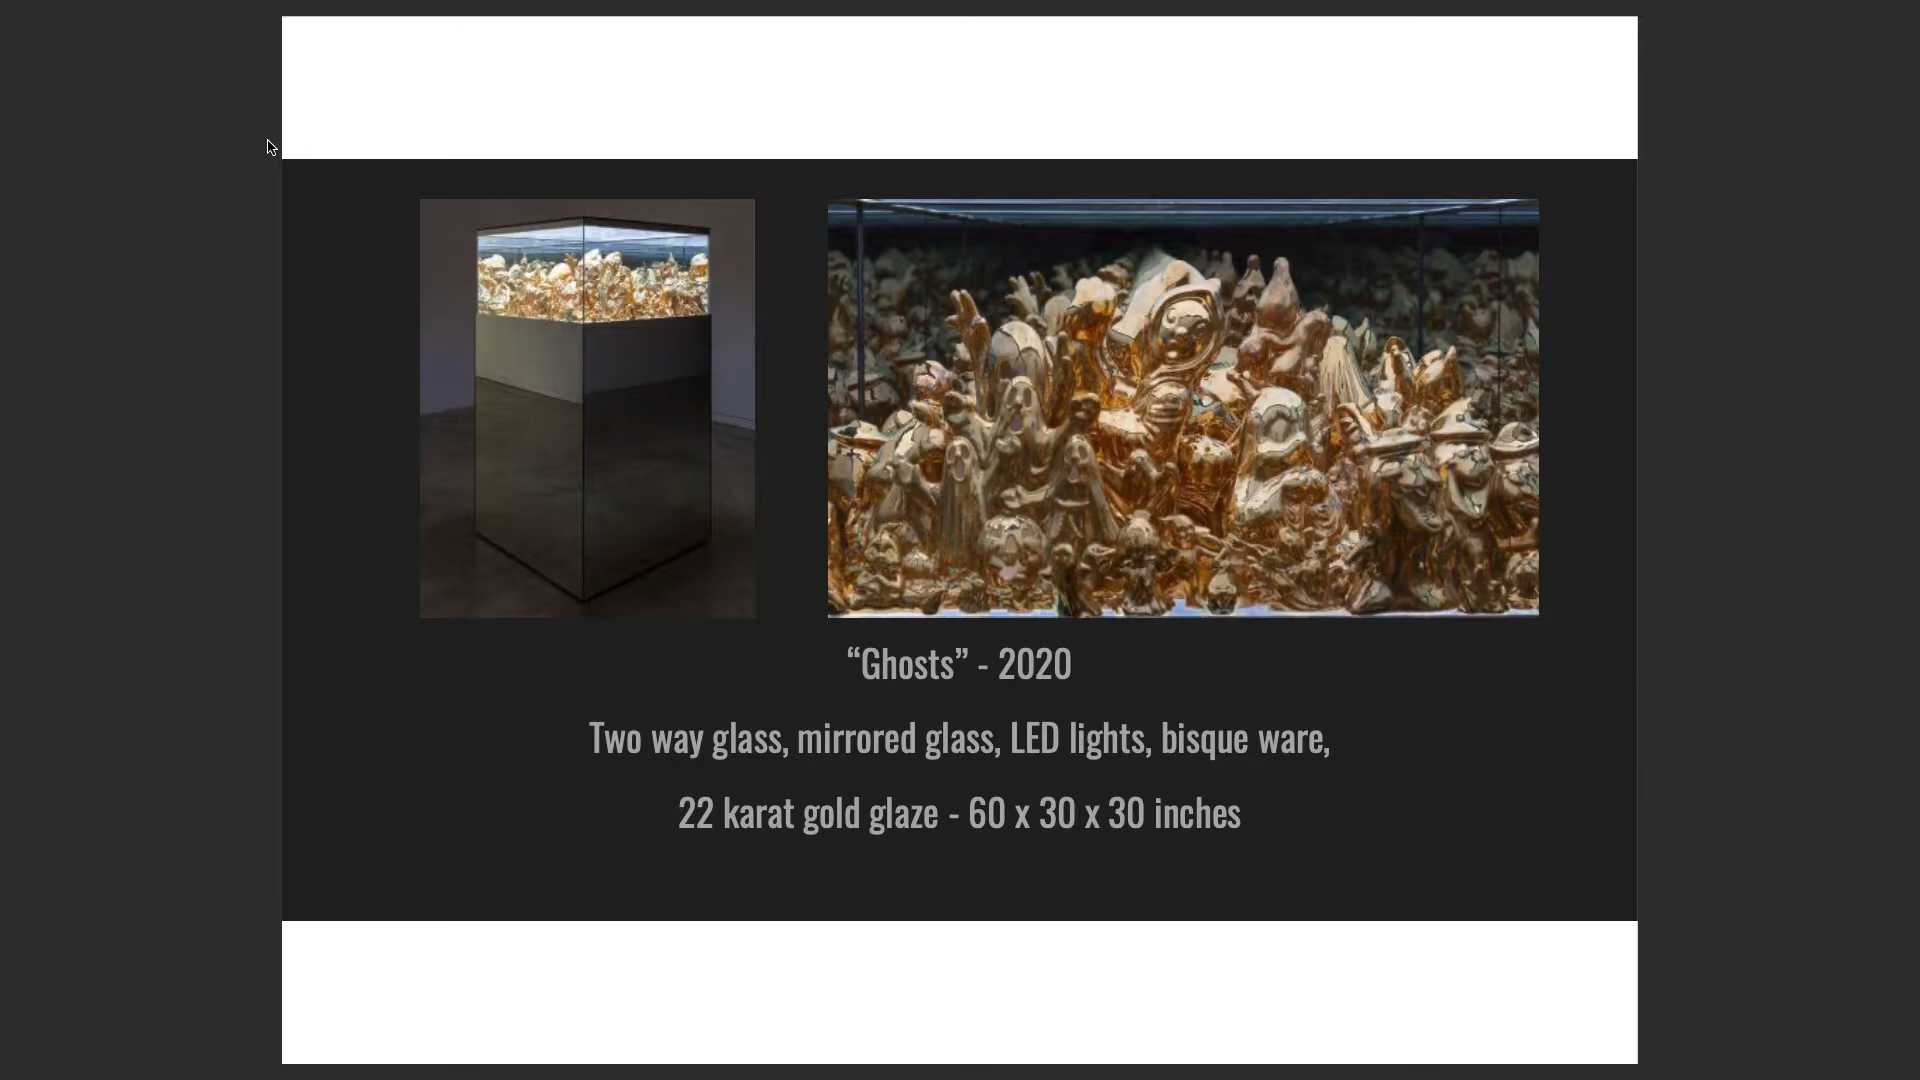 “Ghosts” - 2020
Two way glass, mirrored glass, LED lights, bisque ware,
22 karat gold glaze - 60 x 30 x 30 inches